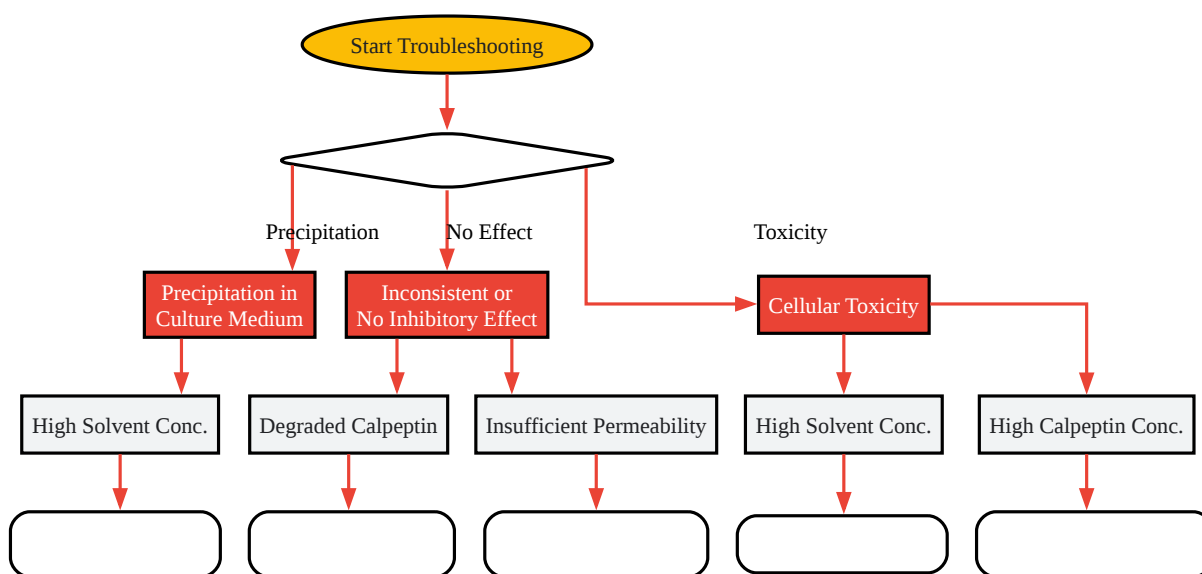 Start Troubleshooting
Precipitation
No Effect
Toxicity
Precipitation in
Culture Medium
Inconsistent or
No Inhibitory Effect
Cellular Toxicity
High Solvent Conc.
Degraded Calpeptin
Insufficient Permeability
High Solvent Conc.
High Calpeptin Conc.